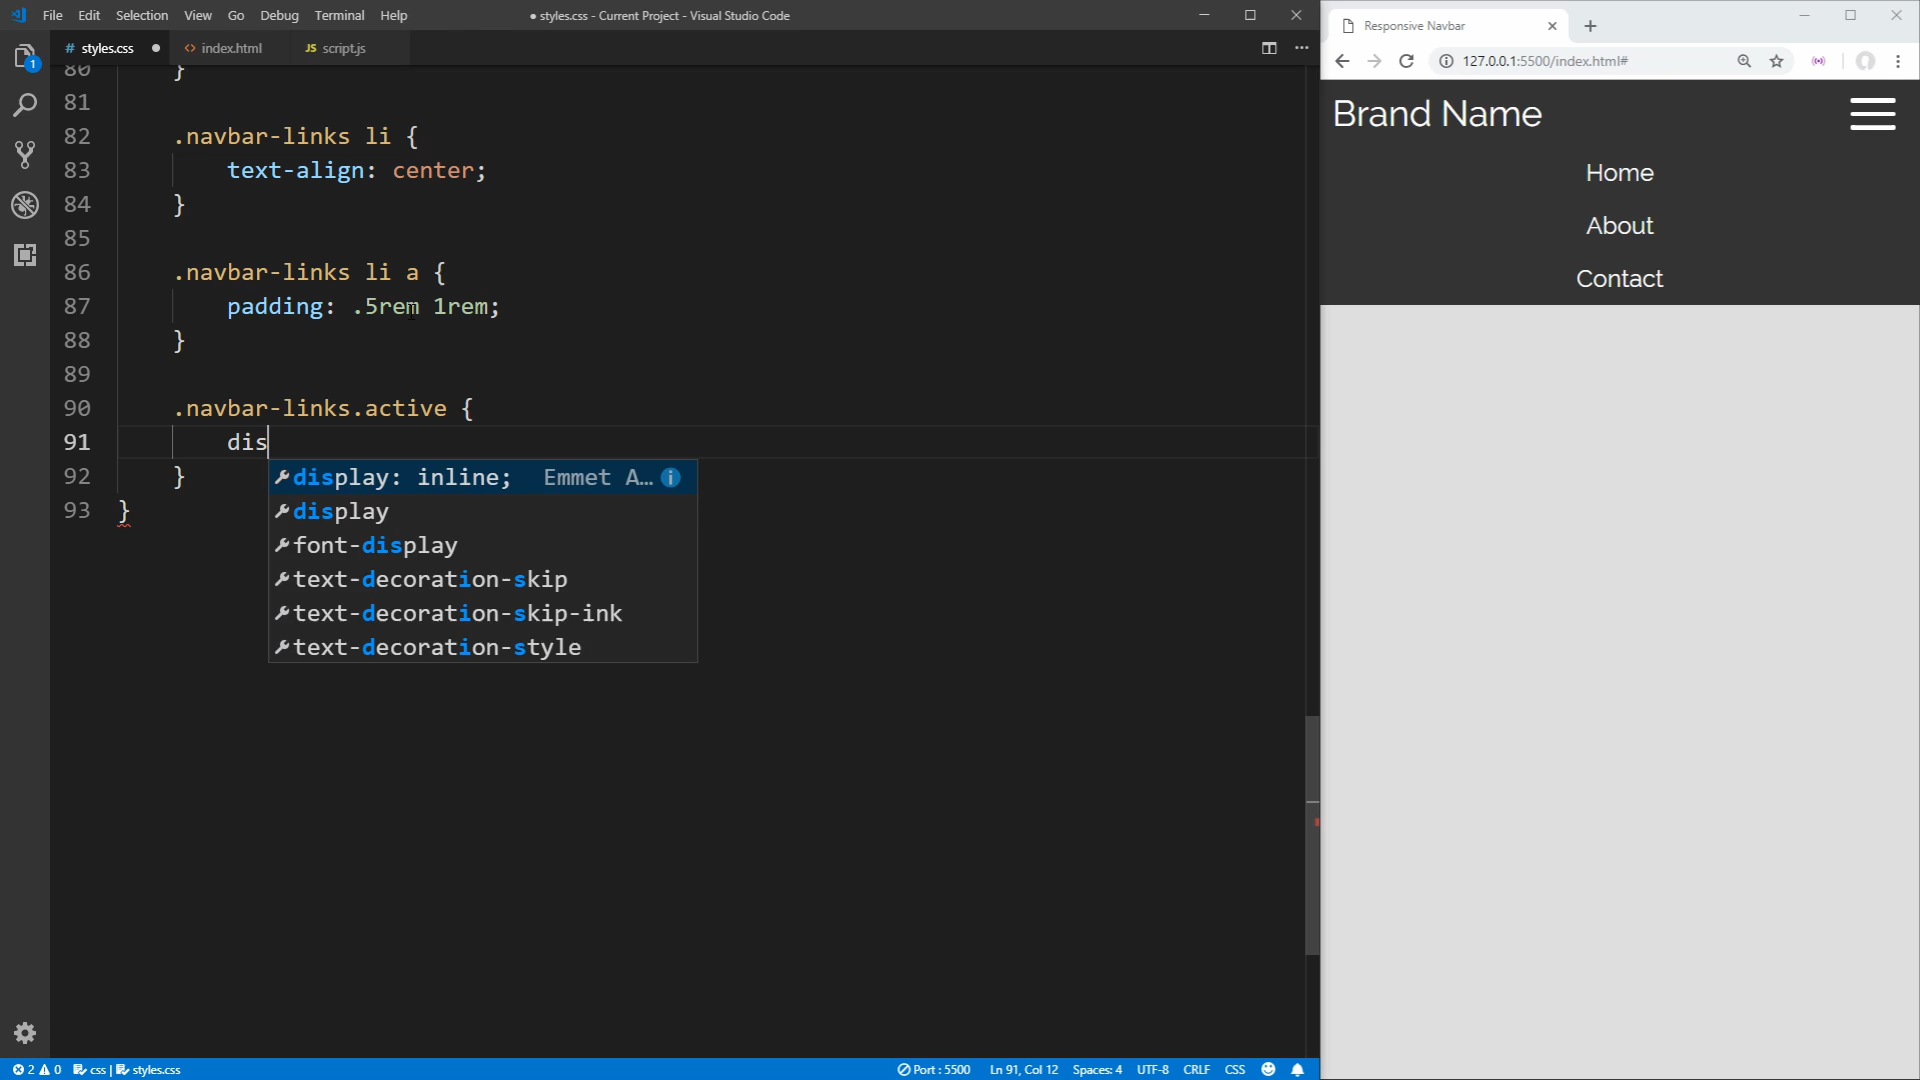 File Edit Selection View Go Debug Terminal Help
● styles.css - Current Project - Visual Studio Code
# styles.css ●
<> index.html
JS script.js
1
80 }
81
82 .navbar-links li {
83 text-align: center;
84 }
85
86 .navbar-links li a {
87 padding: .5rem 1rem;
88 }
89
90 .navbar-links.active {
91 dis
92 }
93 }
display: inline; Emmet A…
display
font-display
text-decoration-skip
text-decoration-skip-ink
text-decoration-style
2 0 css | styles.css
Port : 5500 Ln 91, Col 12 Spaces: 4 UTF-8 CRLF CSS
Responsive Navbar
127.0.0.1:5500/index.html#
Brand Name
Home
About
Contact